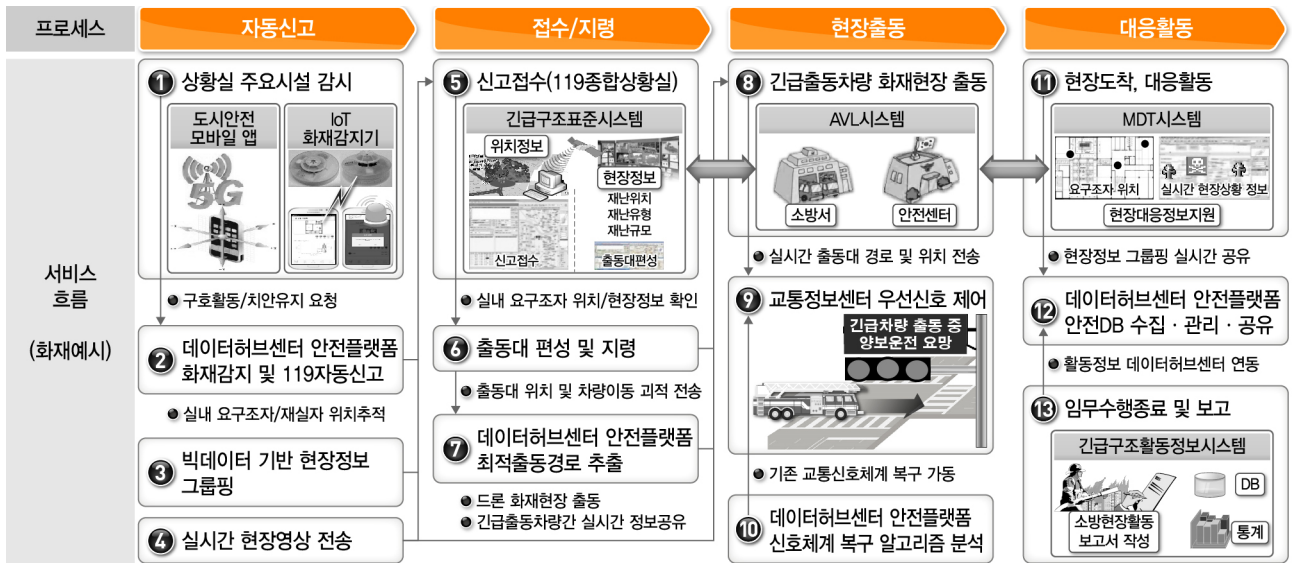 프로세스
자동신고
접수/지령
현장출동
대응활동
서비스
흐름
(화재예시)
1 상황실 주요시설 감시
도시안전
모바일 앱
5G
IoT
화재감지기
구호활동/치안유지 요청
2 데이터허브센터 안전플랫폼
화재감지 및 119자동신고
실내 요구조자/재실자 위치추적
3 빅데이터 기반 현장정보
그룹핑
4 실시간 현장영상 전송
5 신고접수(119종합상황실)
긴급구조표준시스템
위치정보
현장정보
재난위치
재난유형
재난규모
신고접수
출동대편성
실내 요구조자 위치/현장정보 확인
6 출동대 편성 및 지령
출동대 위치 및 차량이동 괴적 전송
7 데이터허브센터 안전플랫폼
최적출동경로 추출
드론 화재현장 출동
긴급출동차량간 실시간 정보공유
8 긴급출동차량 화재현장 출동
AVL시스템
소방서
안전센터
실시간 출동대 경로 및 위치 전송
9 교통정보센터 우선신호 제어
긴급차량 출동 중
양보운전 요망
기존 교통신호체계 복구 가동
10 데이터허브센터 안전플랫폼
신호체계 복구 알고리즘 분석
11 현장도착, 대응활동
MDT시스템
요구조자 위치
실시간 현장상황 정보
현장대응정보지원
현장정보 그룹핑 실시간 공유
12 데이터허브센터 안전플랫폼
안전DB 수집 · 관리 · 공유
활동정보 데이터허브센터 연동
13 임무수행종료 및 보고
긴급구조활동정보시스템
소방현장활동
보고서 작성
DB
통계